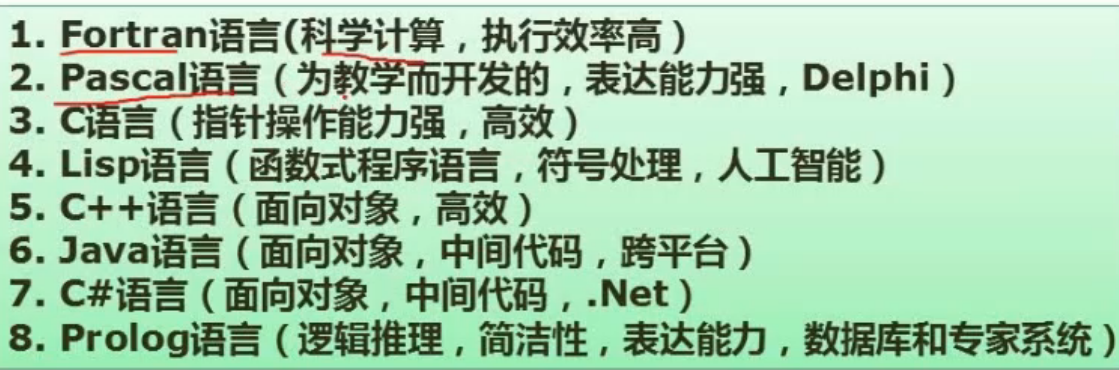 1. Fortran语言(科学计算，执行效率高）
2. Pascal语言（为教学而开发的，表达能力强，Delphi）
3. C语言（指针操作能力强，高效）
4. Lisp语言（函数式程序语言，符号处理，人工智能）
5. C++语言（面向对象，高效）
6. Java语言（面向对象，中间代码，跨平台）
7. C#语言（面向对象，中间代码，.Net）
8. Prolog语言（逻辑推理，简洁性，表达能力，数据库和专家系统）